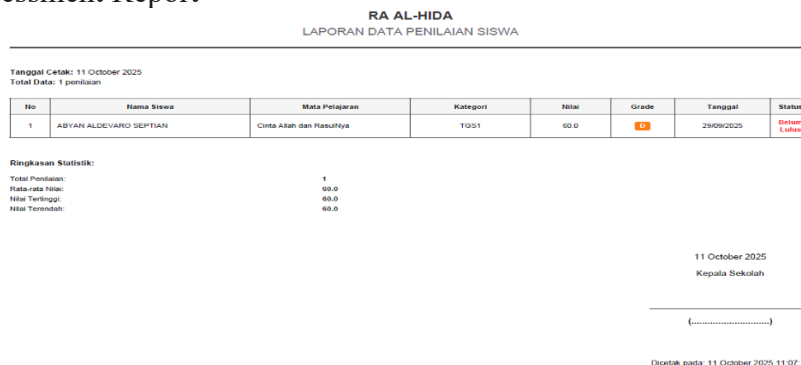 Report
RA AL-HIDA
LAPORAN DATA PENILAIAN SISWA
Tanggal Cetak: 11 October 2025
Total Data: 1 penilaian
No Nama Siswa Mata Pelajaran Kategori Nilai Grade Tanggal Status
1 ABYAN ALDEVARO SEPTIAN Cinta Allah dan RasulNya TGS1 60.0 D 29/09/2025 Belum
Lulus
Ringkasan Statistik:
Total Penilaian: 1
Rata-rata Nilai: 60.0
Nilai Tertinggi: 60.0
Nilai Terendah: 60.0
11 October 2025
Kepala Sekolah
(............................)
Dicetak pada: 11 October 2025 11:07: